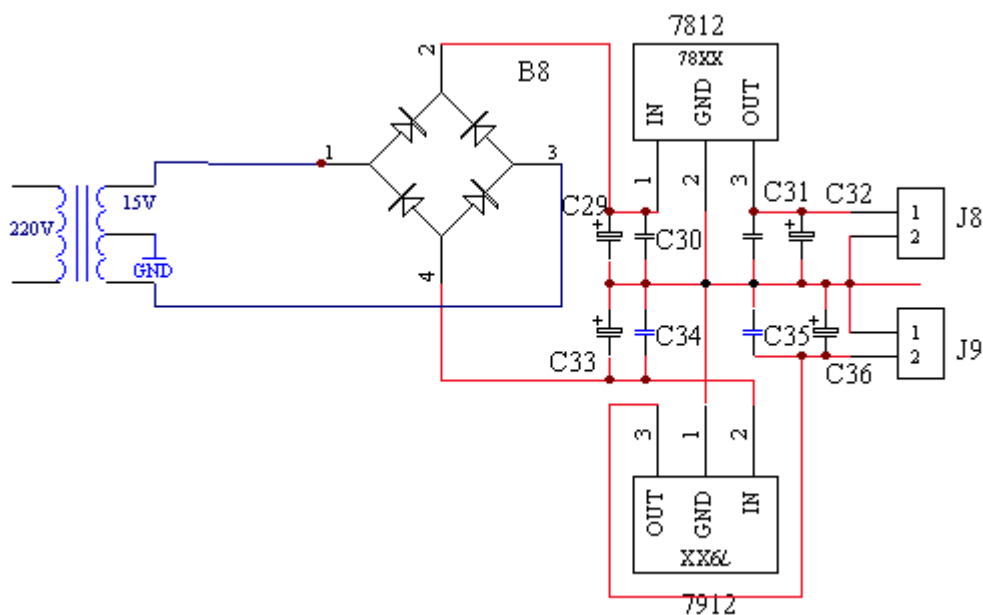 7812
78XX
IN
GND
OUT
1
2
3
B8
2
1
3
4
220V
15V
GND
C29
C30
C31
C32
1
2
J8
C33
C34
C35
C36
1
2
J9
3
1
2
OUT
GND
IN
79XX
7912